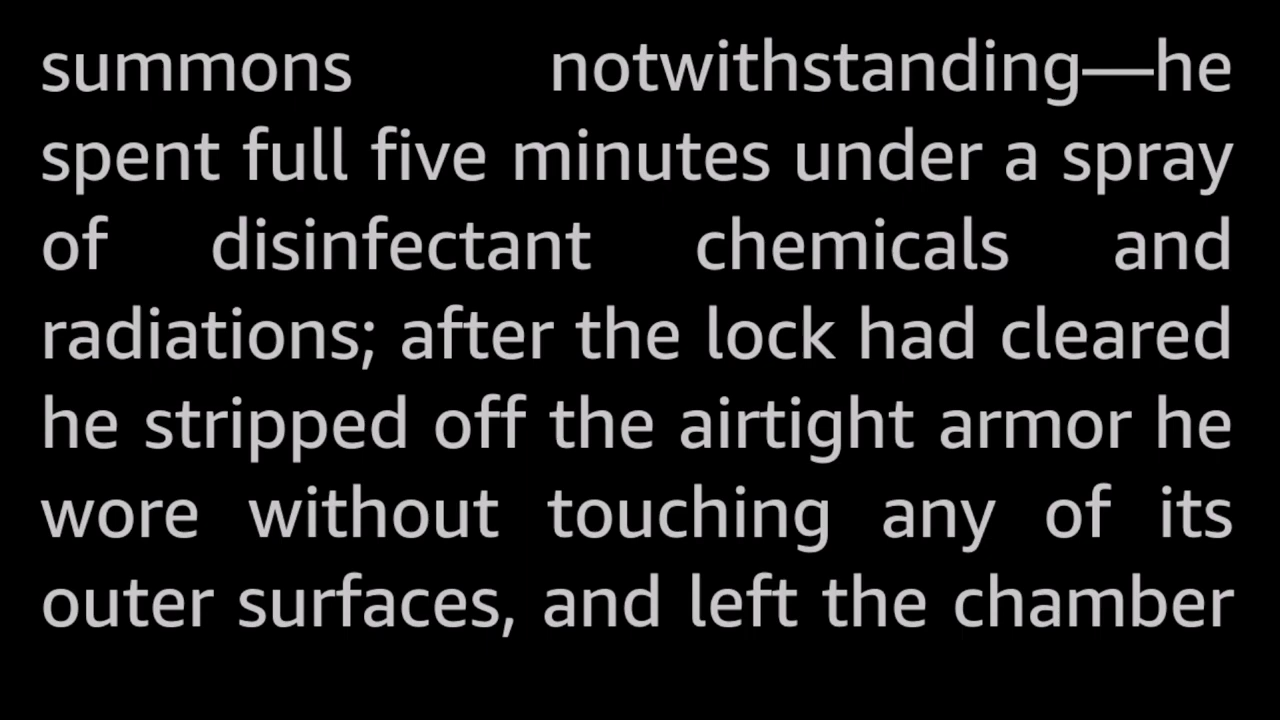 summons notwithstanding—he
spent full five minutes under a spray
of disinfectant chemicals and
radiations; after the lock had cleared
he stripped off the airtight armor he
wore without touching any of its
outer surfaces, and left the chamber